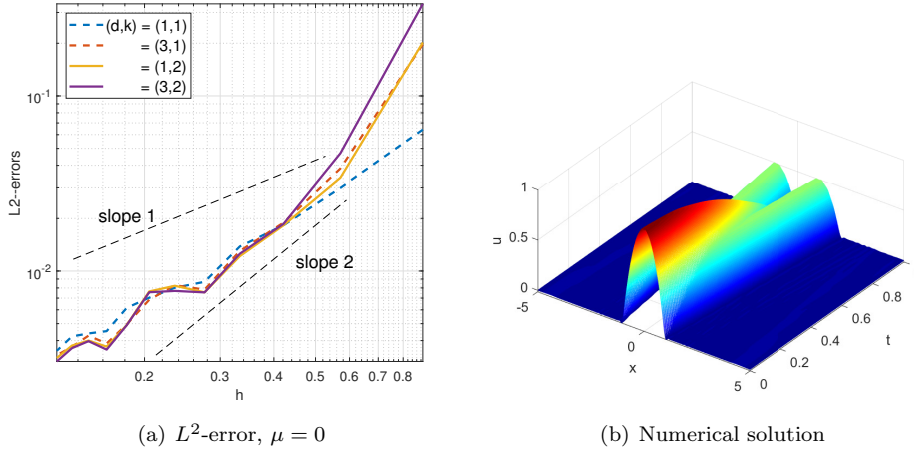 (d,k) = (1,1)
= (3,1)
= (1,2)
= (3,2)
10^{-1}
10^{-2}
L2--errors
slope 1
slope 2
0.2 0.3 0.4 0.5 0.6 0.7 0.8
h
(a) L²-error, μ = 0
1
0.5
0
u
-5
0
5
x
0
0.2
0.4
0.6
0.8
t
(b) Numerical solution